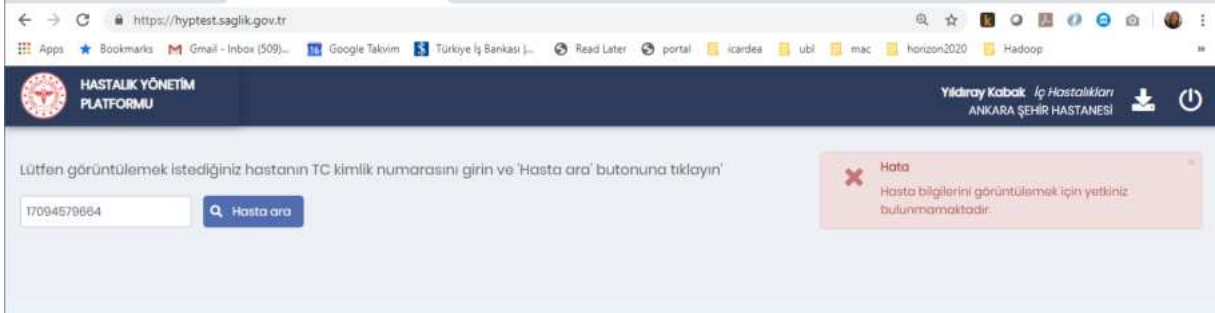 https://hyptest.saglik.gov.tr
Apps Bookmarks Gmail - Inbox (509)... Google Takvim Türkiye İş Bankası |... Read Later portal icardea ubl mac horizon2020 Hadoop »
HASTALIK YÖNETİM
PLATFORMU
Yıldıray Kabak İç Hastalıkları
ANKARA ŞEHİR HASTANESİ
Lütfen görüntülemek istediğiniz hastanın TC kimlik numarasını girin ve 'Hasta ara' butonuna tıklayın'
17094579664
Hasta ara
Hata
Hasta bilgilerini görüntülemek için yetkiniz
bulunmamaktadır.